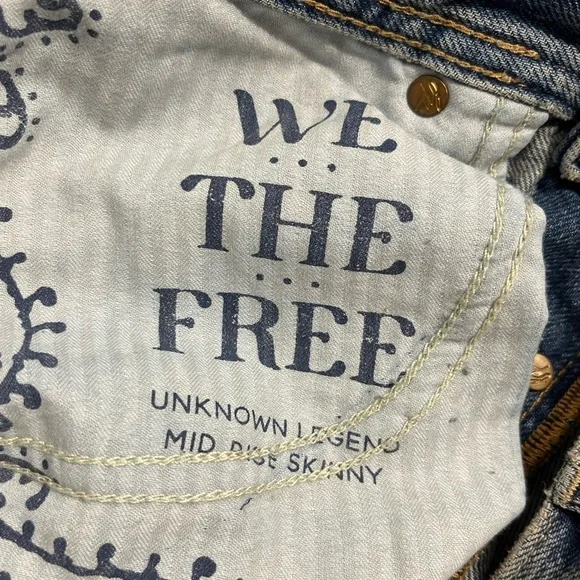 WE
THE
FREE
UNKNOWN LEGEND
MID RISE SKINNY